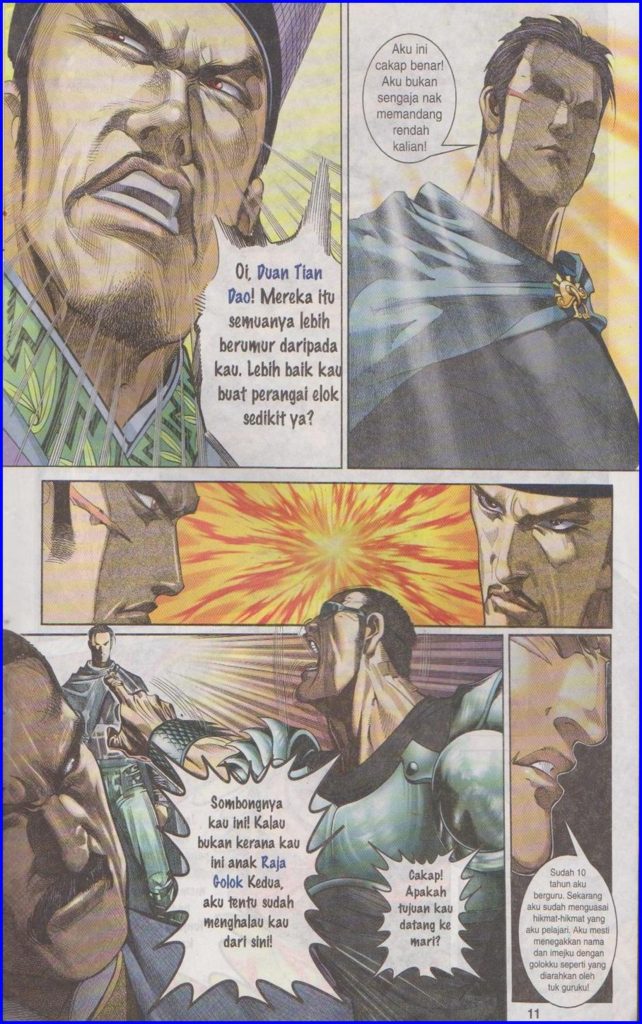 Oi, Duan Tian
Dao! Mereka itu
semuanya lebih
berumur daripada
kau. Lebih baik kau
buat perangai elok
sedikit ya?
Aku ini
cakap benar!
Aku bukan
sengaja nak
memandang
rendah
kalian!
Sombongnya
kau ini! Kalau
bukan kerana kau
ini anak Raja
Golok Kedua,
aku tentu sudah
menghalau kau
dari sini!
Cakap!
Apakah
tujuan kau
datang ke
mari?
Sudah 10
tahun aku
berguru. Sekarang
aku sudah menguasai
hikmat-hikmat yang
aku pelajari. Aku mesti
menegakkan nama
dan imejku dengan
golokku seperti yang
diarahkan oleh
tuk guruku!
11